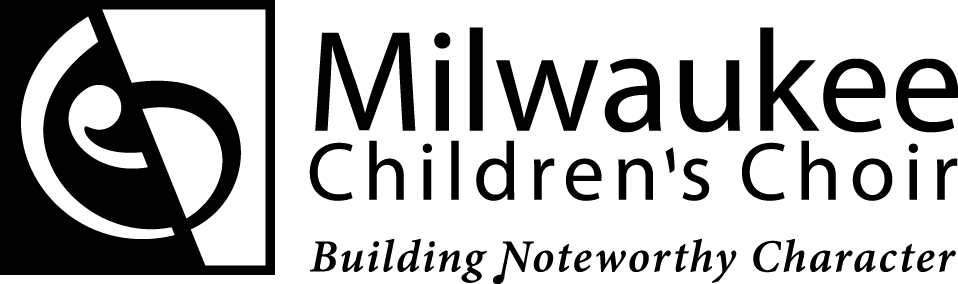 Milwaukee
Children's Choir
Building Noteworthy Character